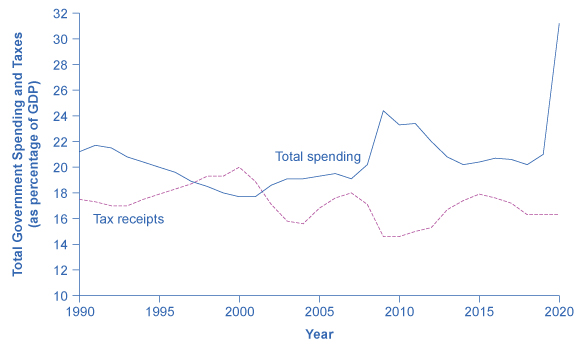 Total Government Spending and Taxes
(as percentage of GDP)
32
30
28
26
24
22
20
18
16
14
12
10
Total spending
Tax receipts
1990 1995 2000 2005 2010 2015 2020
Year